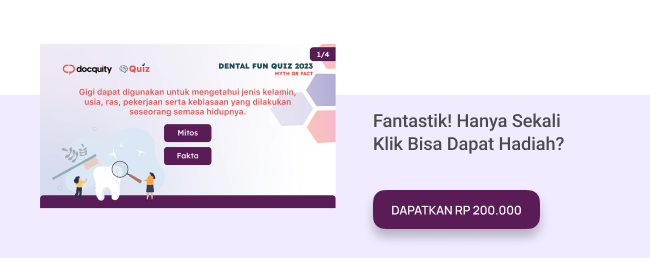 1/4
docquity Quiz
DENTAL FUN QUIZ 2023
MYTH OR FACT
Gigi dapat digunakan untuk mengetahui jenis kelamin,
usia, ras, pekerjaan serta kebiasaan yang dilakukan
seseorang semasa hidupnya.
Mitos
Fakta
Fantastik! Hanya Sekali
Klik Bisa Dapat Hadiah?
DAPATKAN RP 200.000